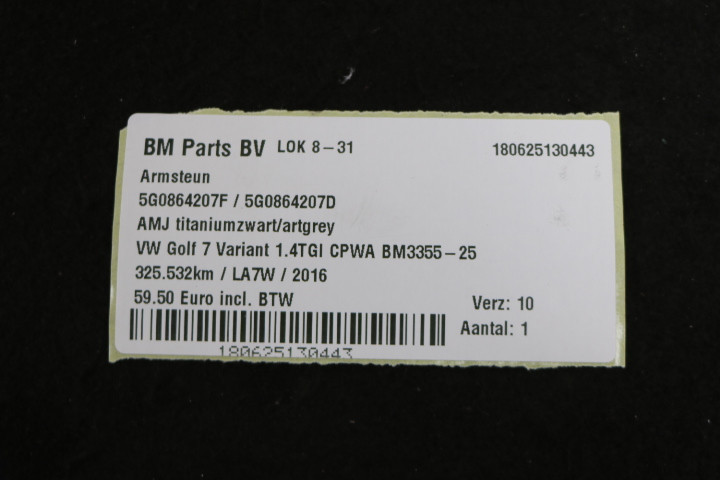 BM Parts BV LOK 8-31 180625130443
Armsteun
5G0864207F / 5G0864207D
AMJ titaniumzwart/artgrey
VW Golf 7 Variant 1.4TGI CPWA BM3355-25
325.532km / LA7W / 2016
59.50 Euro incl. BTW Verz: 10
Aantal: 1
180625130443